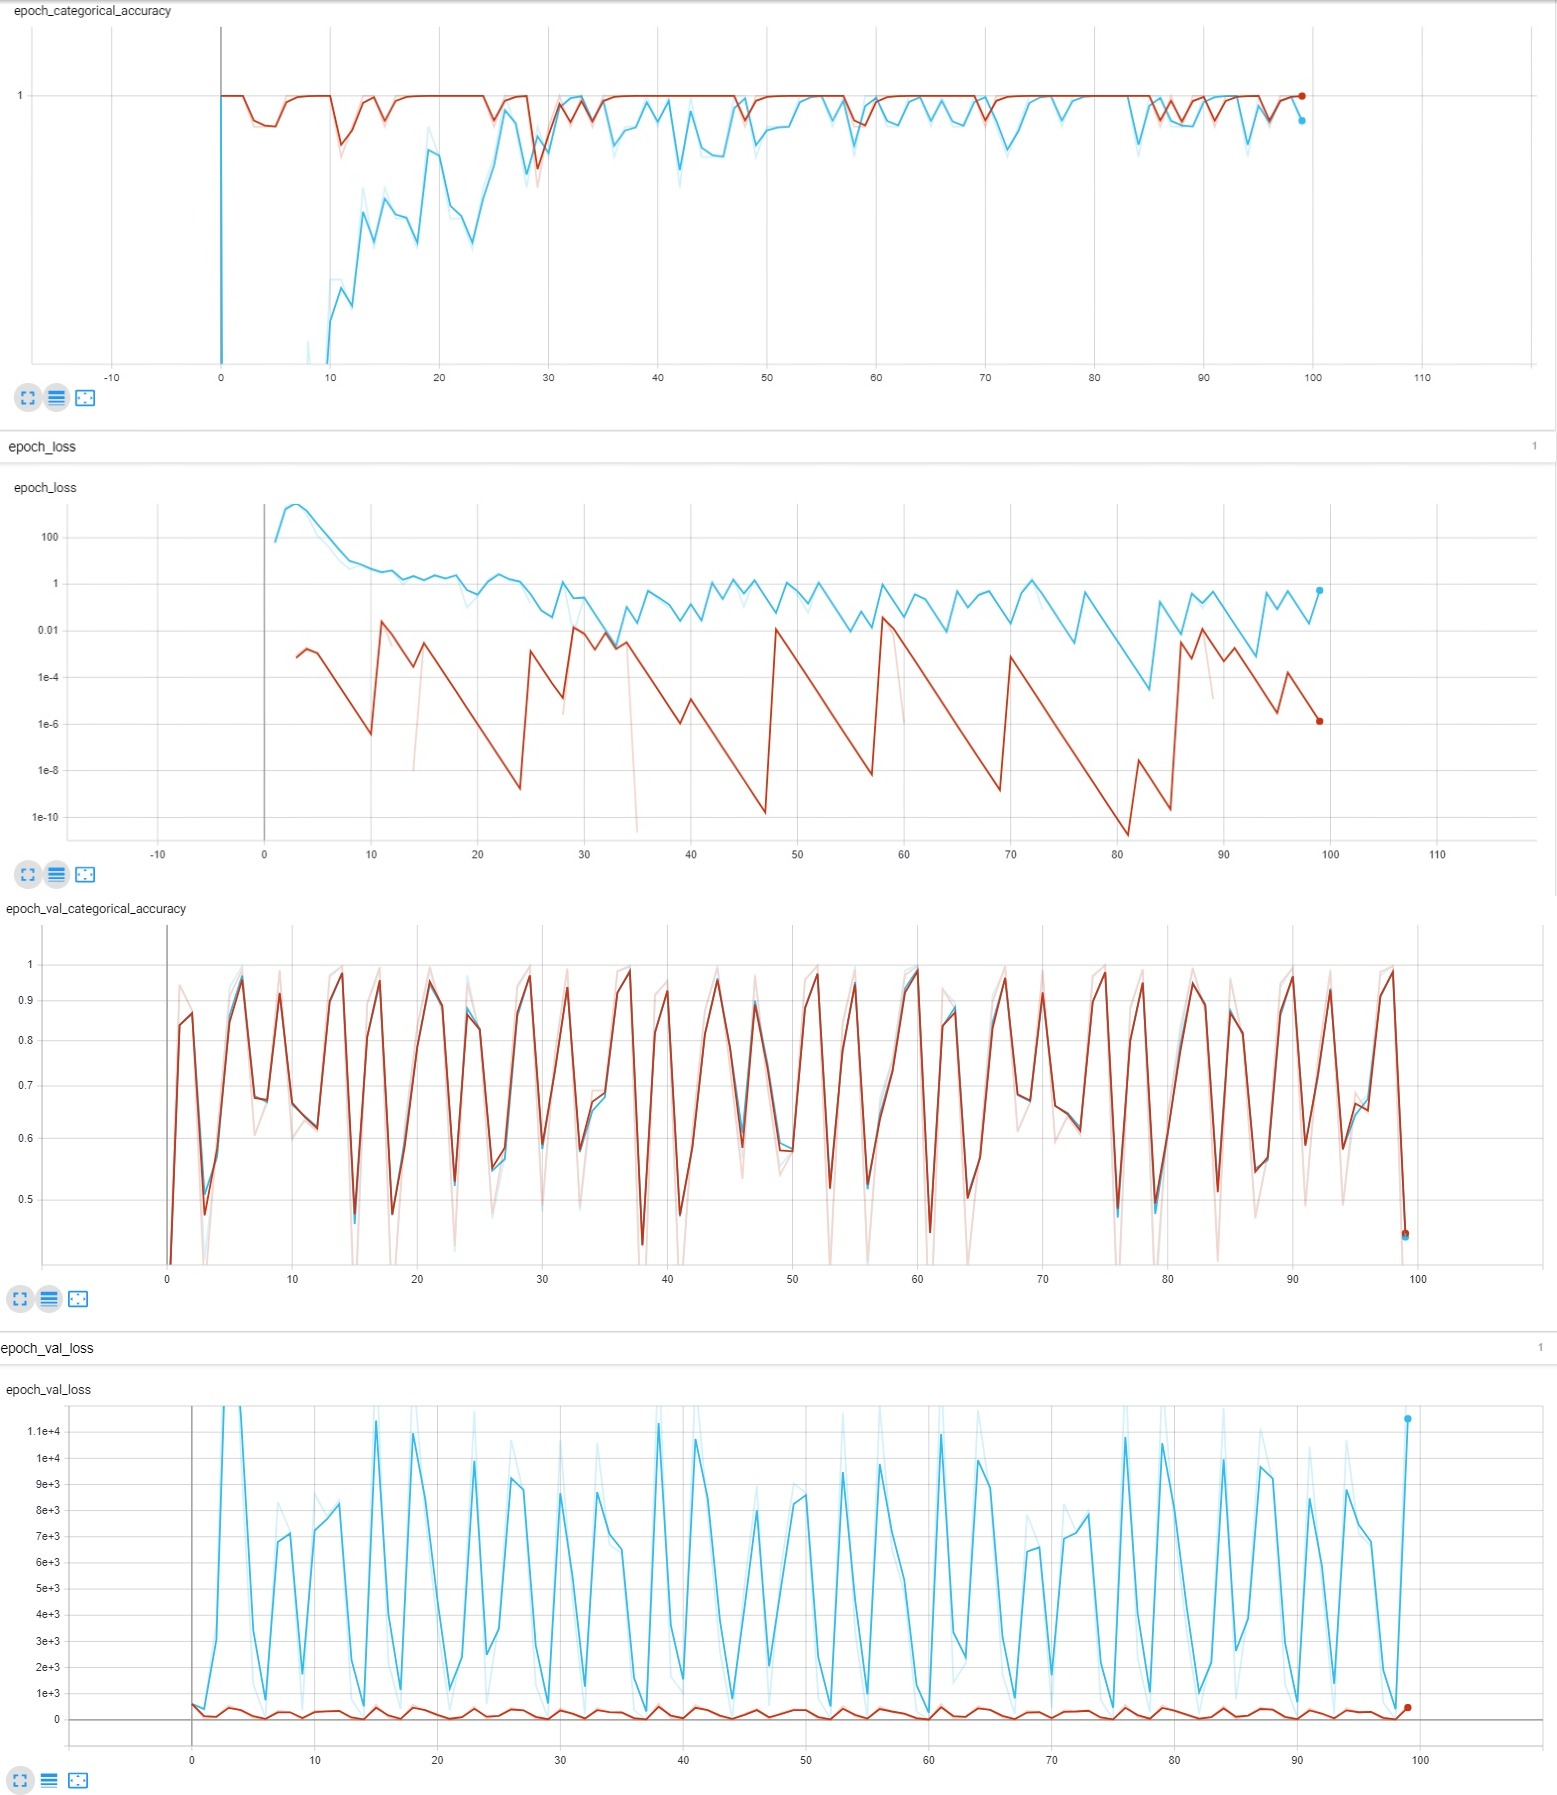 epoch_categorical_accuracy
1
-10 0 10 20 30 40 50 60 70 80 90 100 110
epoch_loss 1
epoch_loss
100
1
0.01
1e-4
1e-6
1e-8
1e-10
-10 0 10 20 30 40 50 60 70 80 90 100 110
epoch_val_categorical_accuracy
1
0.9
0.8
0.7
0.6
0.5
0 10 20 30 40 50 60 70 80 90 100
epoch_val_loss 1
epoch_val_loss
1.1e+4
1e+4
9e+3
8e+3
7e+3
6e+3
5e+3
4e+3
3e+3
2e+3
1e+3
0
0 10 20 30 40 50 60 70 80 90 100